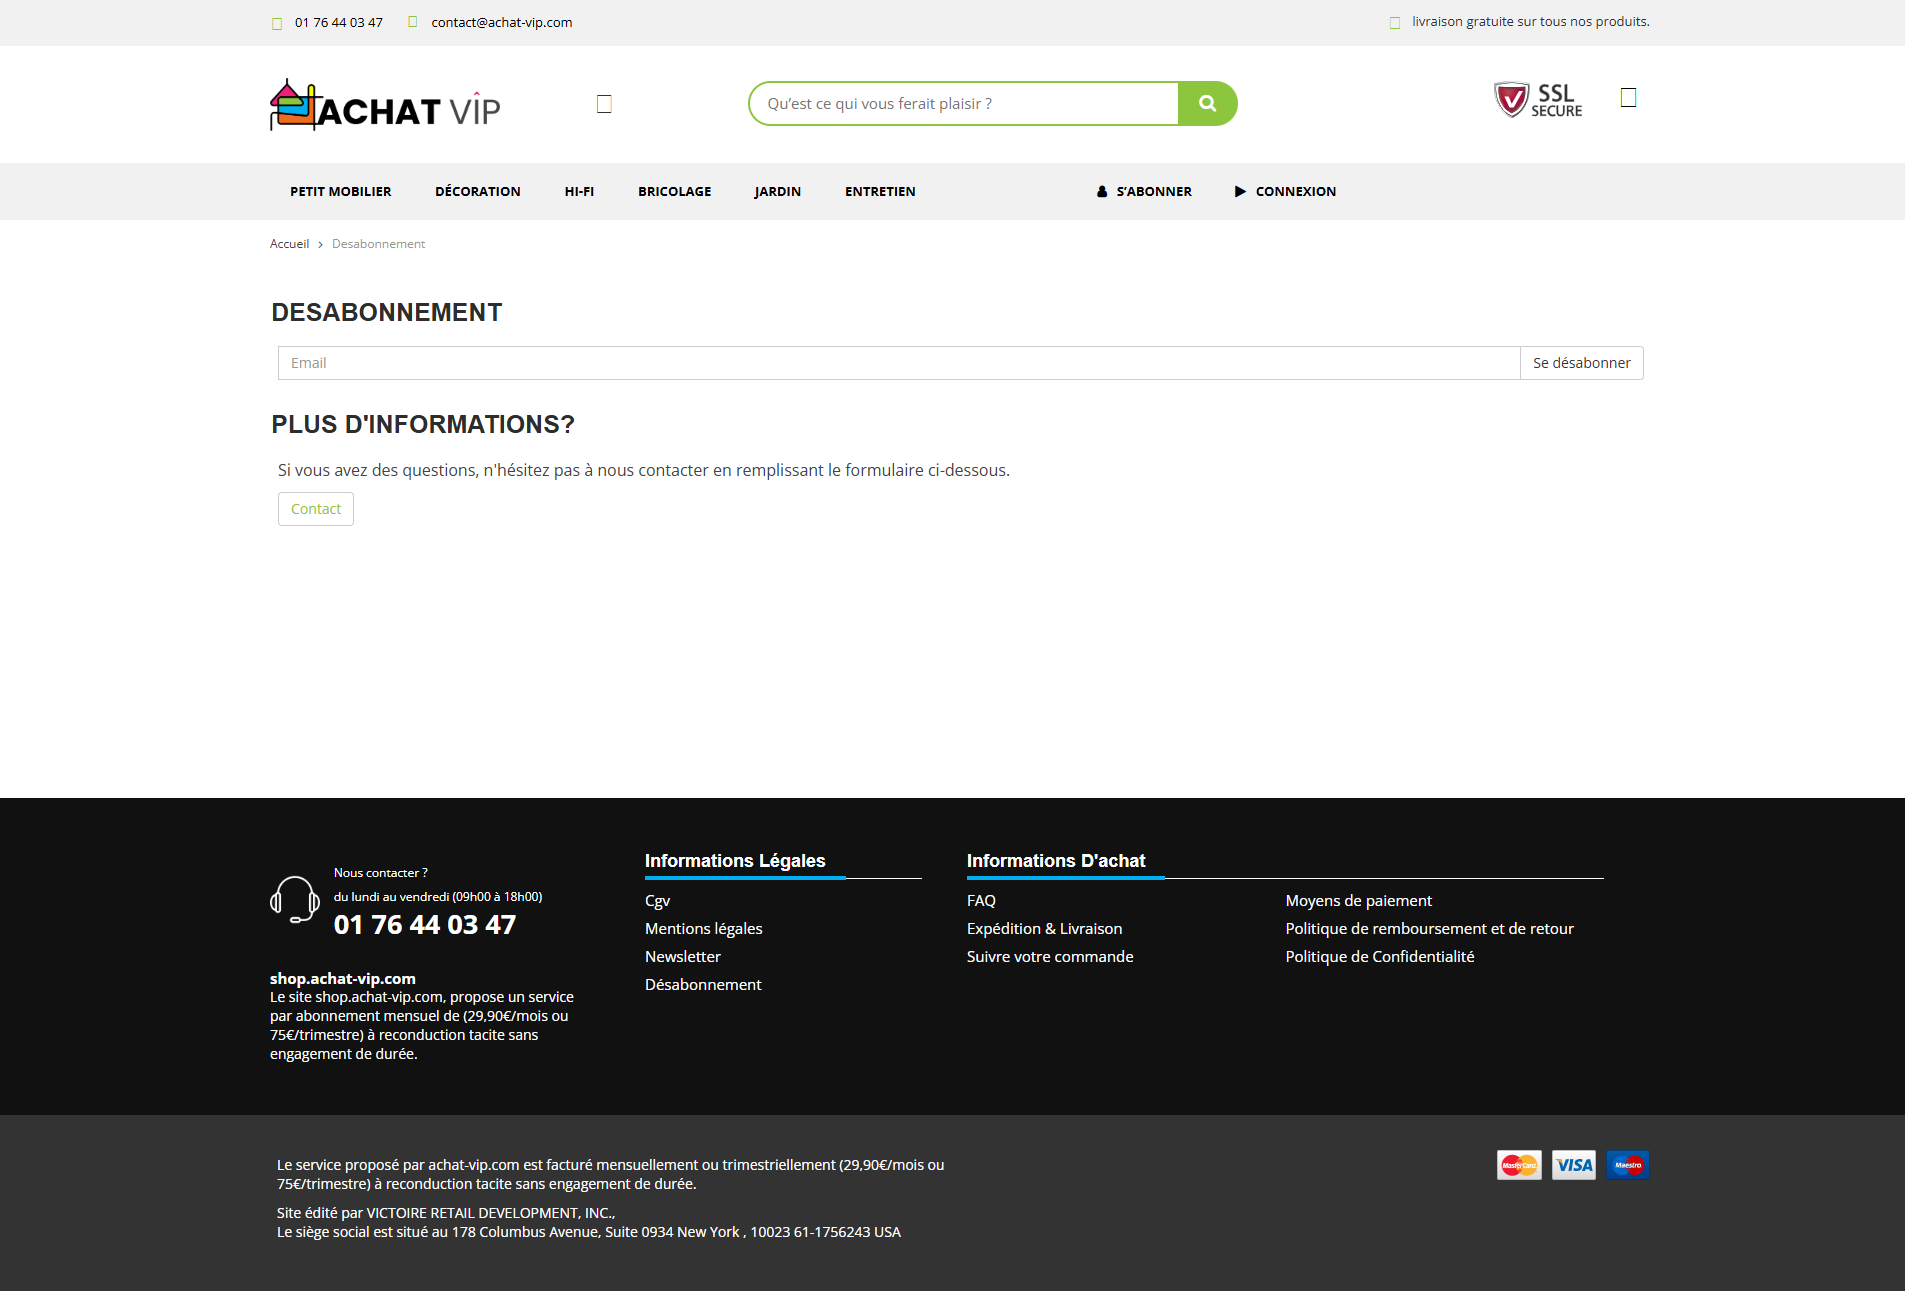 01 76 44 03 47
contact@achat-vip.com
livraison gratuite sur tous nos produits.
ACHAT VIP
Qu'est ce qui vous ferait plaisir ?
SSL
SECURE
PETIT MOBILIER
DÉCORATION
HI-FI
BRICOLAGE
JARDIN
ENTRETIEN
S'ABONNER
CONNEXION
Accueil > Desabonnement
DESABONNEMENT
Email
Se désabonner
PLUS D'INFORMATIONS?
Si vous avez des questions, n'hésitez pas à nous contacter en remplissant le formulaire ci-dessous.
Contact
Nous contacter ?
du lundi au vendredi (09h00 à 18h00)
01 76 44 03 47
shop.achat-vip.com
Le site shop.achat-vip.com, propose un service
par abonnement mensuel de (29,90€/mois ou
75€/trimestre) à reconduction tacite sans
engagement de durée.
Informations Légales
Cgv
Mentions légales
Newsletter
Désabonnement
Informations D'achat
FAQ
Expédition & Livraison
Suivre votre commande
Moyens de paiement
Politique de remboursement et de retour
Politique de Confidentialité
Le service proposé par achat-vip.com est facturé mensuellement ou trimestriellement (29,90€/mois ou
75€/trimestre) à reconduction tacite sans engagement de durée.
Site édité par VICTOIRE RETAIL DEVELOPMENT, INC.,
Le siège social est situé au 178 Columbus Avenue, Suite 0934 New York , 10023 61-1756243 USA
MasterCard
VISA
Maestro